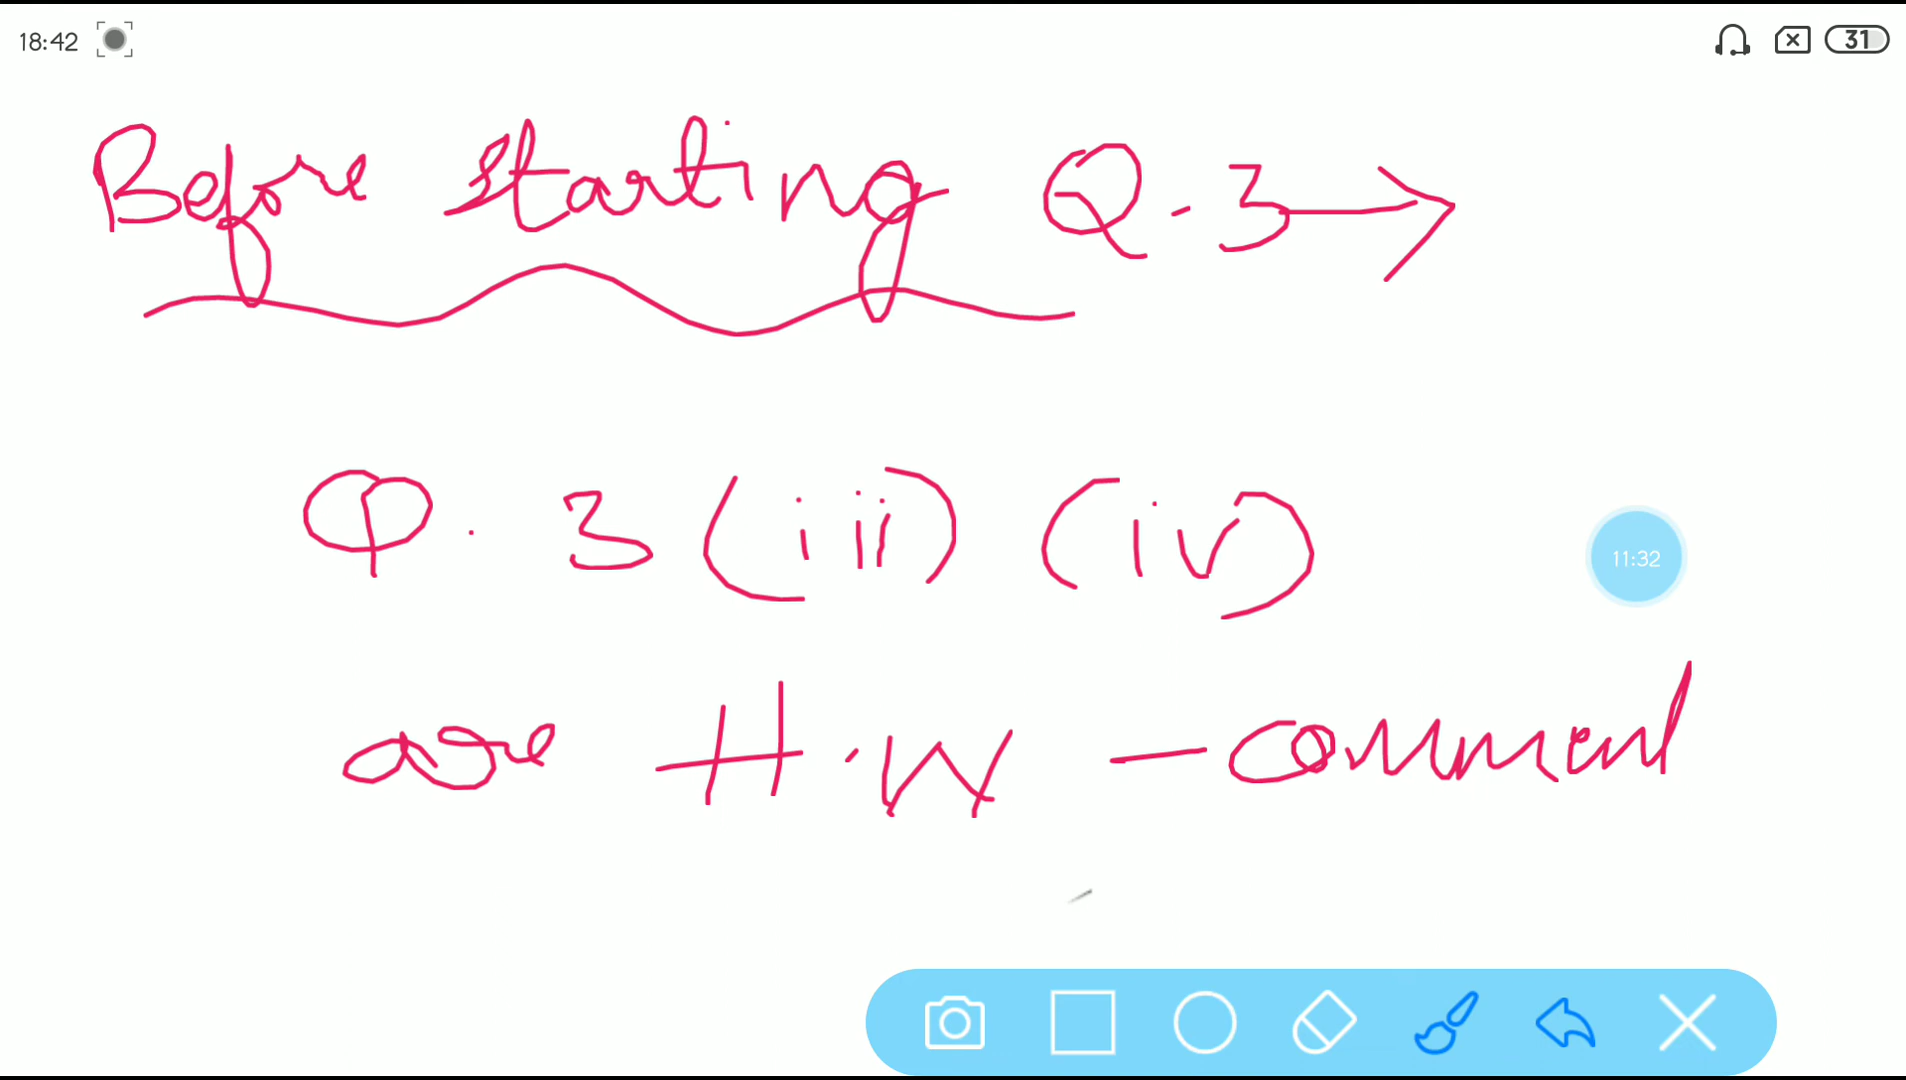 18:42 31
Before starting Q.3→
Q. 3 (iii) (iv)
11:32
are H.W - comment